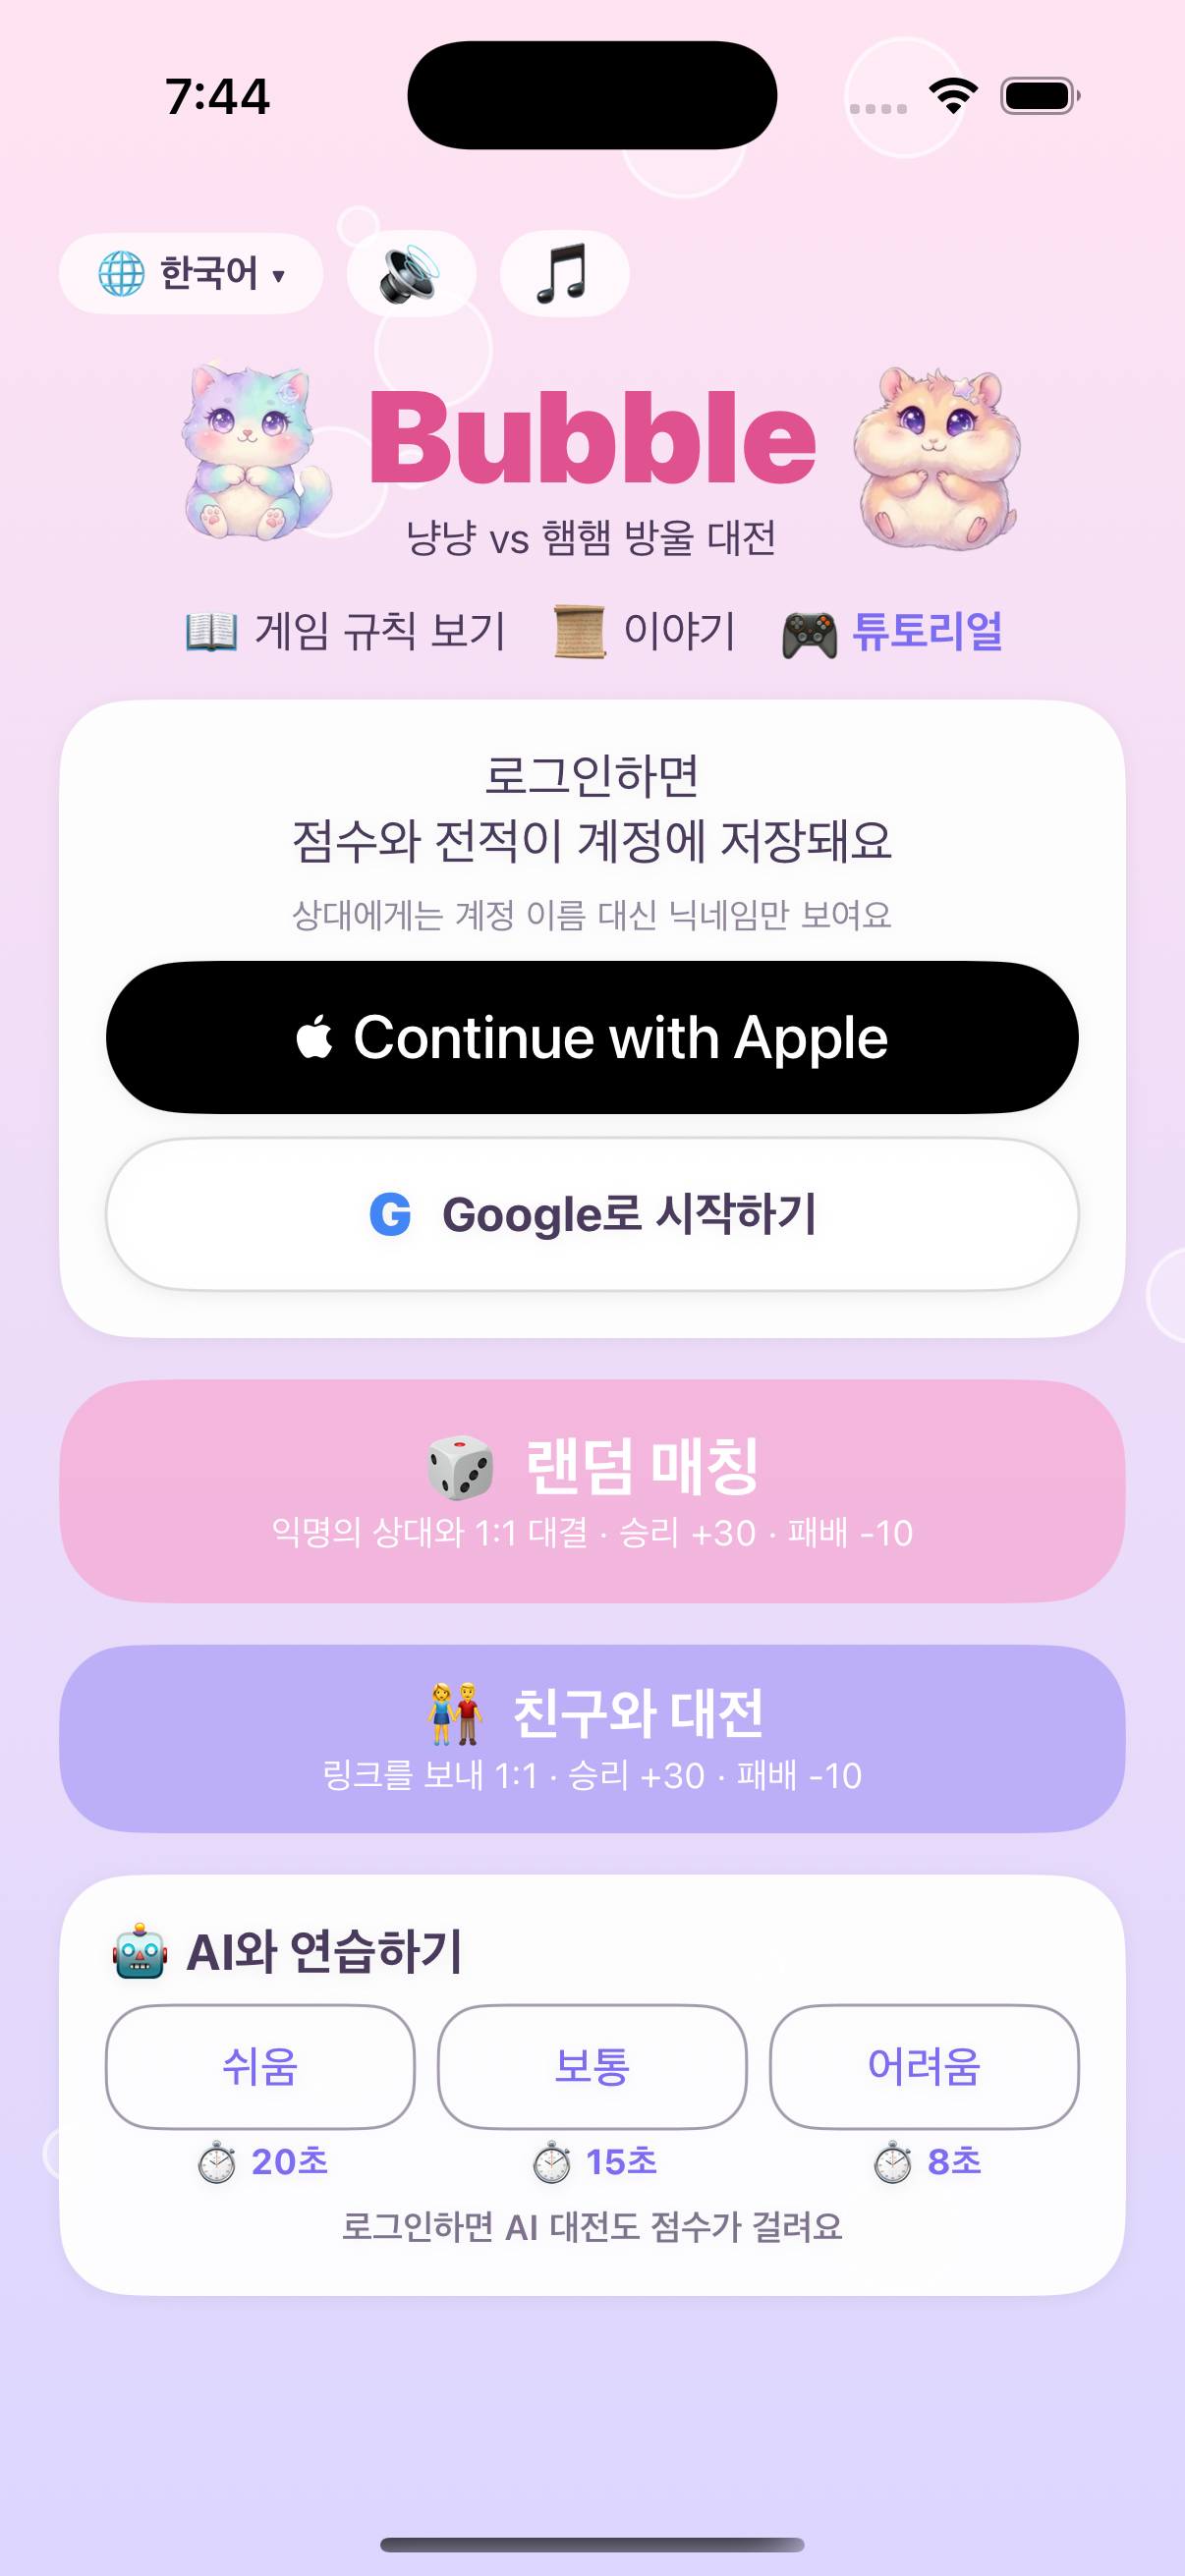 7:44
한국어 ▾
Bubble
냥냥 vs 햄햄 방울 대전
게임 규칙 보기 이야기 튜토리얼
로그인하면
점수와 전적이 계정에 저장돼요
상대에게는 계정 이름 대신 닉네임만 보여요
Continue with Apple
G Google로 시작하기
랜덤 매칭
익명의 상대와 1:1 대결 · 승리 +30 · 패배 -10
친구와 대전
링크를 보내 1:1 · 승리 +30 · 패배 -10
AI와 연습하기
쉬움 보통 어려움
20초 15초 8초
로그인하면 AI 대전도 점수가 걸려요